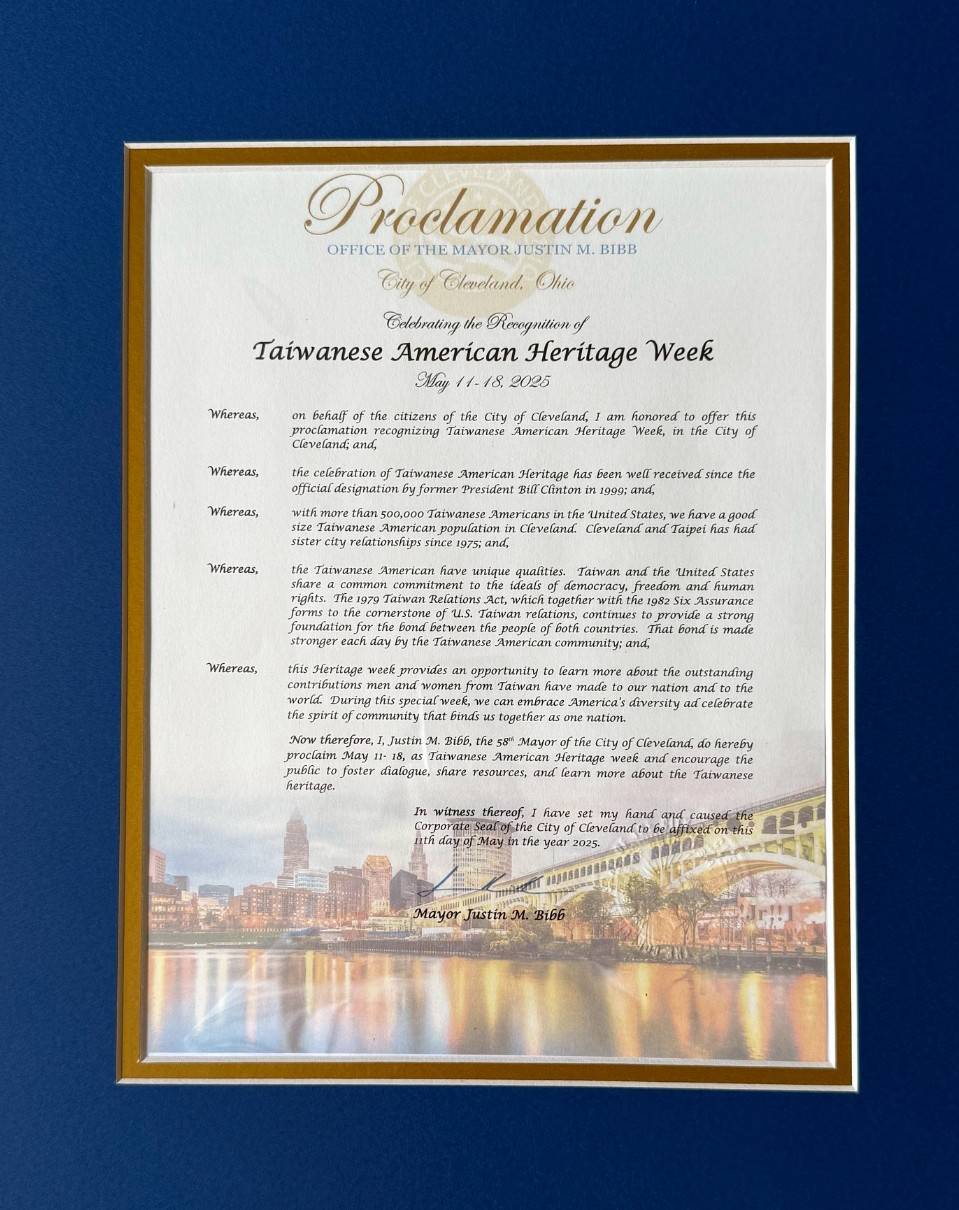 Proclamation
OFFICE OF THE MAYOR JUSTIN M. BIBB
City of Cleveland, Ohio
Celebrating the Recognition of
Taiwanese American Heritage Week
May 11-18, 2025
Whereas, on behalf of the citizens of the City of Cleveland, I am honored to offer this
proclamation recognizing Taiwanese American Heritage Week, in the City of
Cleveland; and,
Whereas, the celebration of Taiwanese American Heritage has been well received since the
official designation by former President Bill Clinton in 1999; and,
Whereas, with more than 500,000 Taiwanese Americans in the United States, we have a good
size Taiwanese American population in Cleveland. Cleveland and Taipei has had
sister city relationships since 1975; and,
Whereas, the Taiwanese American have unique qualities. Taiwan and the United States
share a common commitment to the ideals of democracy, freedom and human
rights. The 1979 Taiwan Relations Act, which together with the 1982 Six Assurance
forms to the cornerstone of U.S. Taiwan relations, continues to provide a strong
foundation for the bond between the people of both countries. That bond is made
stronger each day by the Taiwanese American community; and,
Whereas, this Heritage week provides an opportunity to learn more about the outstanding
contributions men and women from Taiwan have made to our nation and to the
world. During this special week, we can embrace America's diversity ad celebrate
the spirit of community that binds us together as one nation.
Now therefore, I, Justin M. Bibb, the 58th Mayor of the City of Cleveland, do hereby
proclaim May 11- 18, as Taiwanese American Heritage week and encourage the
public to foster dialogue, share resources, and learn more about the Taiwanese
heritage.
In witness thereof, I have set my hand and caused the
Corporate Seal of the City of Cleveland to be affixed on this
11th day of May in the year 2025.
Mayor Justin M. Bibb